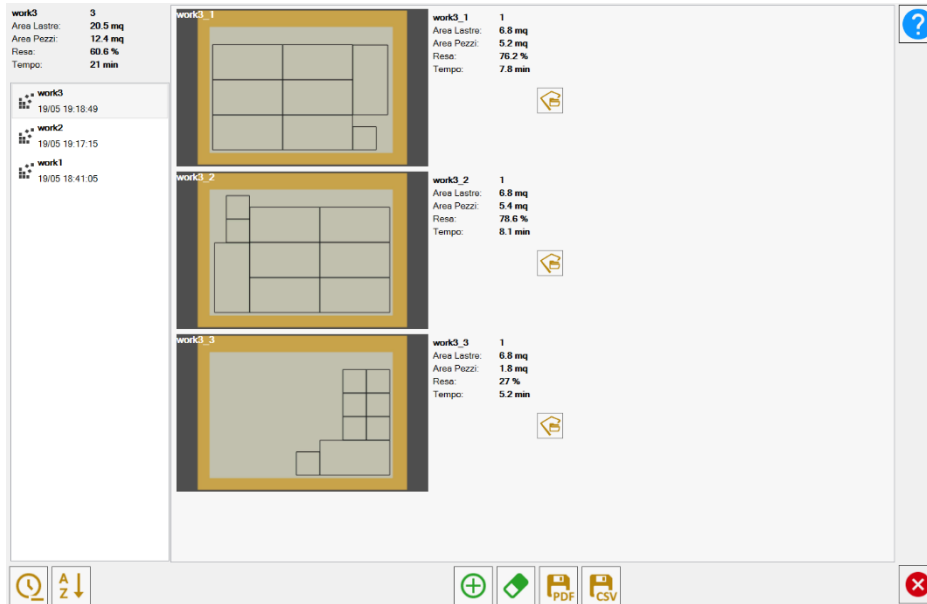 work3 3
Area Lastre: 20.5 mq
Area Pezzi: 12.4 mq
Resa: 60.6 %
Tempo: 21 min
work3
19/05 19:18:49
work2
19/05 19:17:15
work1
19/05 18:41:05
work3_1
work3_1 1
Area Lastre: 6.8 mq
Area Pezzi: 5.2 mq
Resa: 76.2 %
Tempo: 7.8 min
work3_2
work3_2 1
Area Lastre: 6.8 mq
Area Pezzi: 5.4 mq
Resa: 78.6 %
Tempo: 8.1 min
work3_3
work3_3 1
Area Lastre: 6.8 mq
Area Pezzi: 1.8 mq
Resa: 27 %
Tempo: 5.2 min
?
A
Z
PDF
CSV